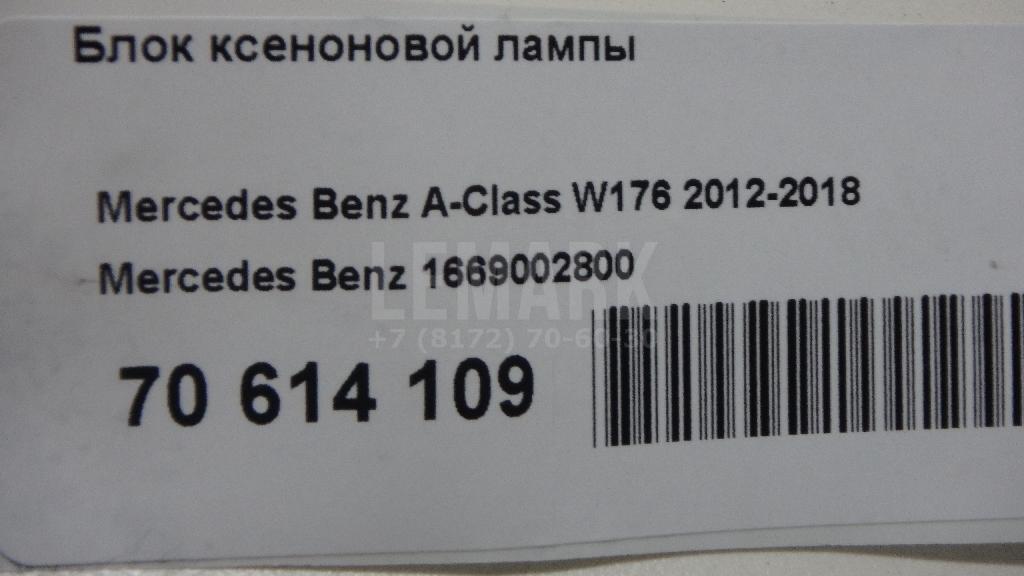 Блок ксеноновой лампы
Mercedes Benz A-Class W176 2012-2018
Mercedes Benz 1669002800
LEMARK
+7 (8172) 70-60-30
70 614 109